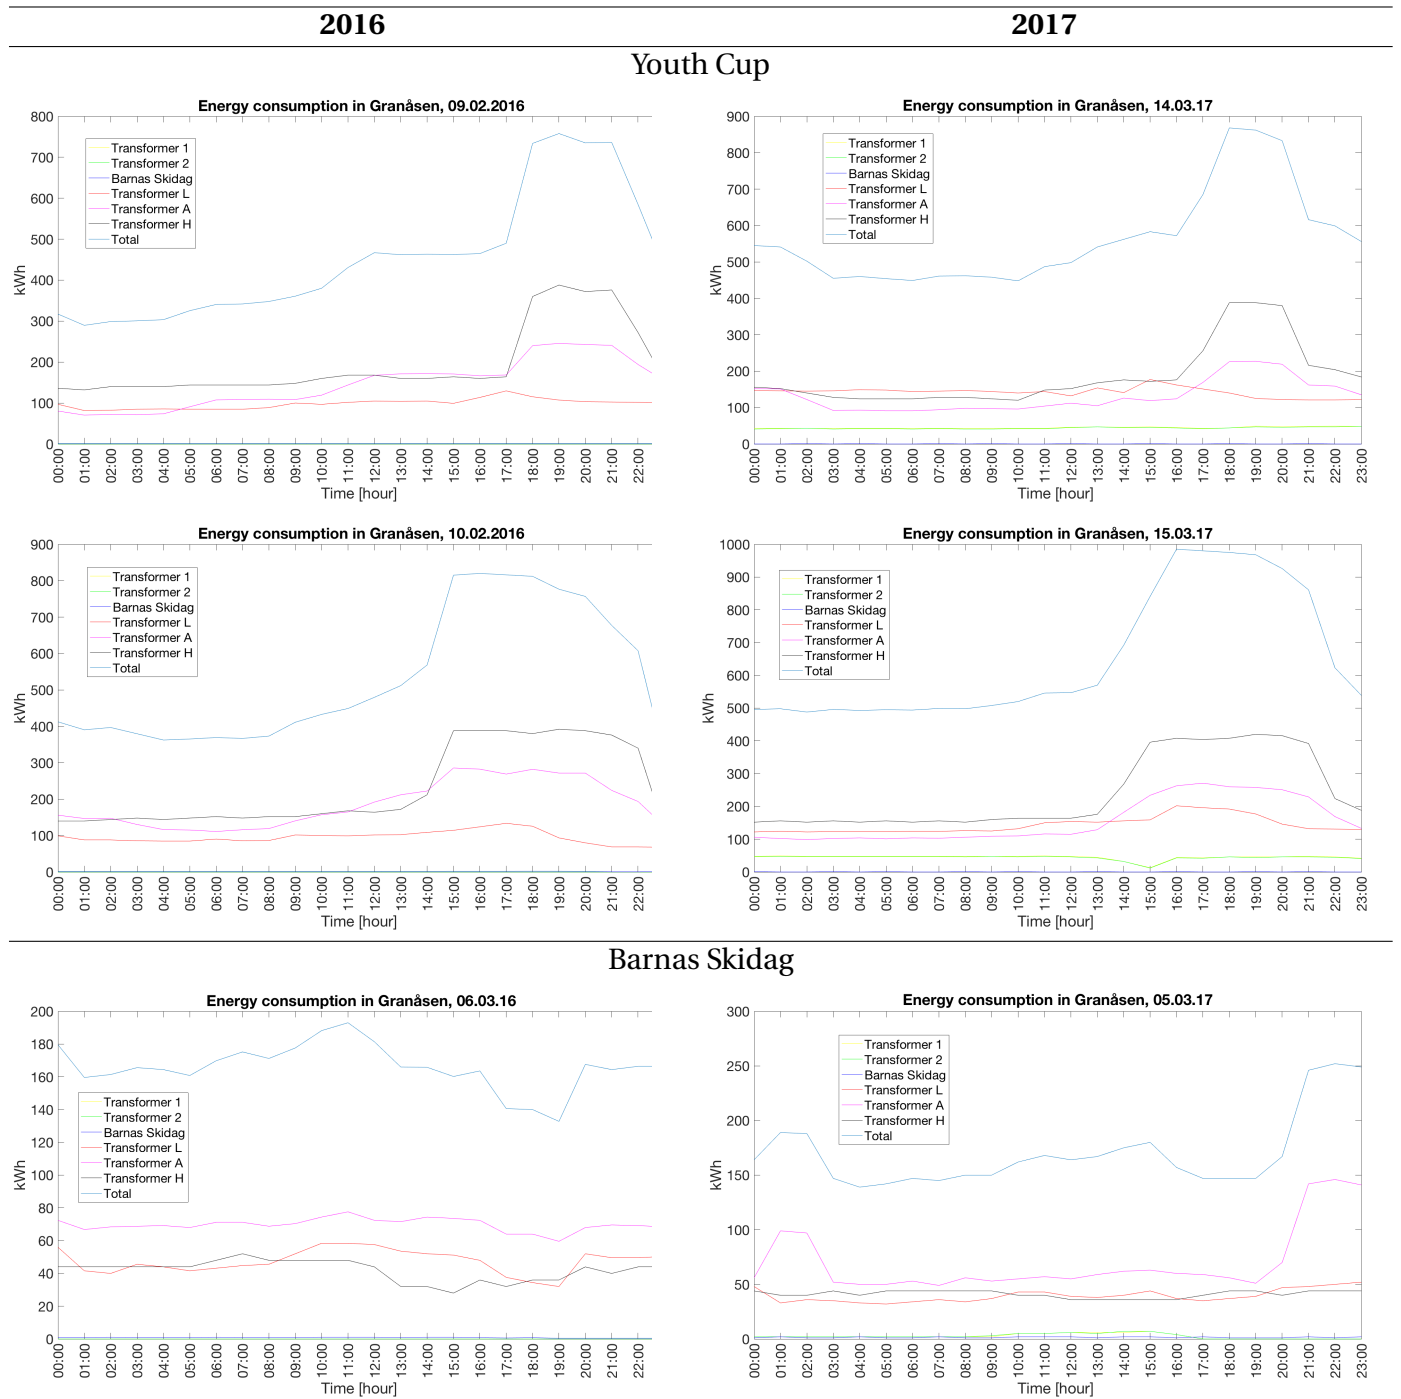 2016 2017
Youth Cup
Energy consumption in Granåsen, 09.02.2016
800
700
600
500
400
300
200
100
0
kWh
Transformer 1
Transformer 2
Barnas Skidag
Transformer L
Transformer A
Transformer H
Total
00:00 01:00 02:00 03:00 04:00 05:00 06:00 07:00 08:00 09:00 10:00 11:00 12:00 13:00 14:00 15:00 16:00 17:00 18:00 19:00 20:00 21:00 22:00
Time [hour]
Energy consumption in Granåsen, 14.03.17
900
800
700
600
500
400
300
200
100
0
kWh
Transformer 1
Transformer 2
Barnas Skidag
Transformer L
Transformer A
Transformer H
Total
00:00 01:00 02:00 03:00 04:00 05:00 06:00 07:00 08:00 09:00 10:00 11:00 12:00 13:00 14:00 15:00 16:00 17:00 18:00 19:00 20:00 21:00 22:00 23:00
Time [hour]
Energy consumption in Granåsen, 10.02.2016
900
800
700
600
500
400
300
200
100
0
kWh
Transformer 1
Transformer 2
Barnas Skidag
Transformer L
Transformer A
Transformer H
Total
00:00 01:00 02:00 03:00 04:00 05:00 06:00 07:00 08:00 09:00 10:00 11:00 12:00 13:00 14:00 15:00 16:00 17:00 18:00 19:00 20:00 21:00 22:00
Time [hour]
Energy consumption in Granåsen, 15.03.17
1000
900
800
700
600
500
400
300
200
100
0
kWh
Transformer 1
Transformer 2
Barnas Skidag
Transformer L
Transformer A
Transformer H
Total
00:00 01:00 02:00 03:00 04:00 05:00 06:00 07:00 08:00 09:00 10:00 11:00 12:00 13:00 14:00 15:00 16:00 17:00 18:00 19:00 20:00 21:00 22:00 23:00
Time [hour]
Barnas Skidag
Energy consumption in Granåsen, 06.03.16
200
180
160
140
120
100
80
60
40
20
0
kWh
Transformer 1
Transformer 2
Barnas Skidag
Transformer L
Transformer A
Transformer H
Total
00:00 01:00 02:00 03:00 04:00 05:00 06:00 07:00 08:00 09:00 10:00 11:00 12:00 13:00 14:00 15:00 16:00 17:00 18:00 19:00 20:00 21:00 22:00
Time [hour]
Energy consumption in Granåsen, 05.03.17
300
250
200
150
100
50
0
kWh
Transformer 1
Transformer 2
Barnas Skidag
Transformer L
Transformer A
Transformer H
Total
00:00 01:00 02:00 03:00 04:00 05:00 06:00 07:00 08:00 09:00 10:00 11:00 12:00 13:00 14:00 15:00 16:00 17:00 18:00 19:00 20:00 21:00 22:00 23:00
Time [hour]